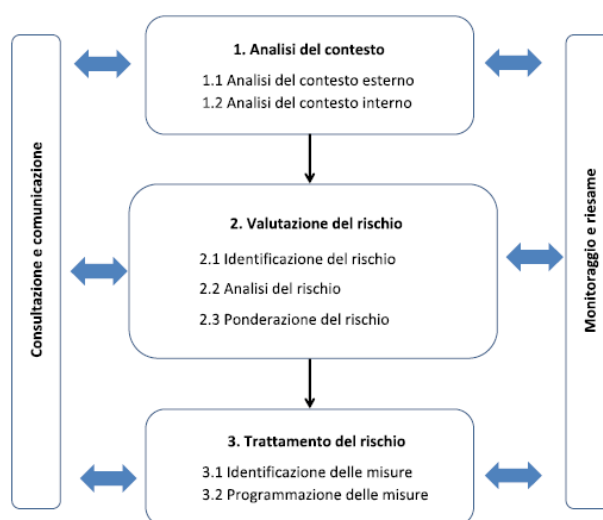 Consultazione e comunicazione
1. Analisi del contesto
1.1 Analisi del contesto esterno
1.2 Analisi del contesto interno
2. Valutazione del rischio
2.1 Identificazione del rischio
2.2 Analisi del rischio
2.3 Ponderazione del rischio
3. Trattamento del rischio
3.1 Identificazione delle misure
3.2 Programmazione delle misure
Monitoraggio e riesame